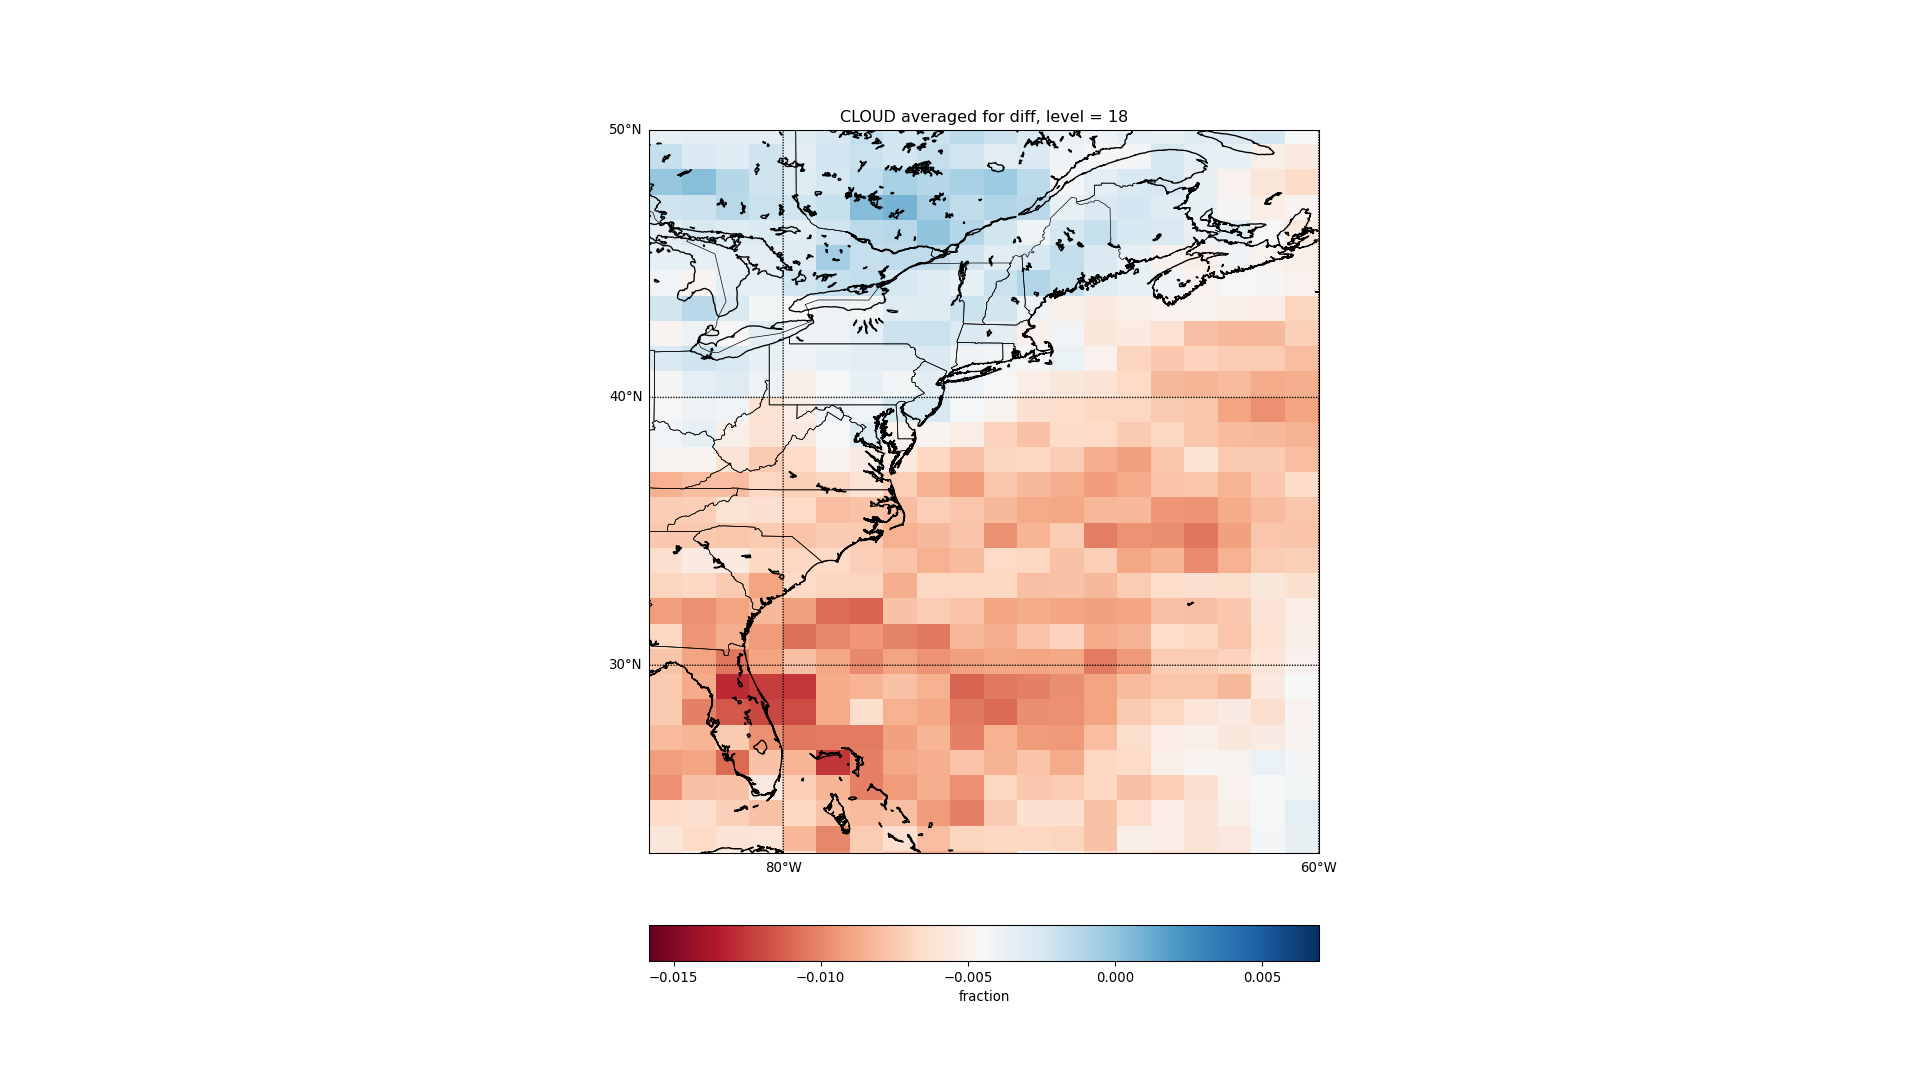 CLOUD averaged for diff, level = 18
50°N
40°N
30°N
80°W 60°W
−0.015 −0.010 −0.005 0.000 0.005
fraction